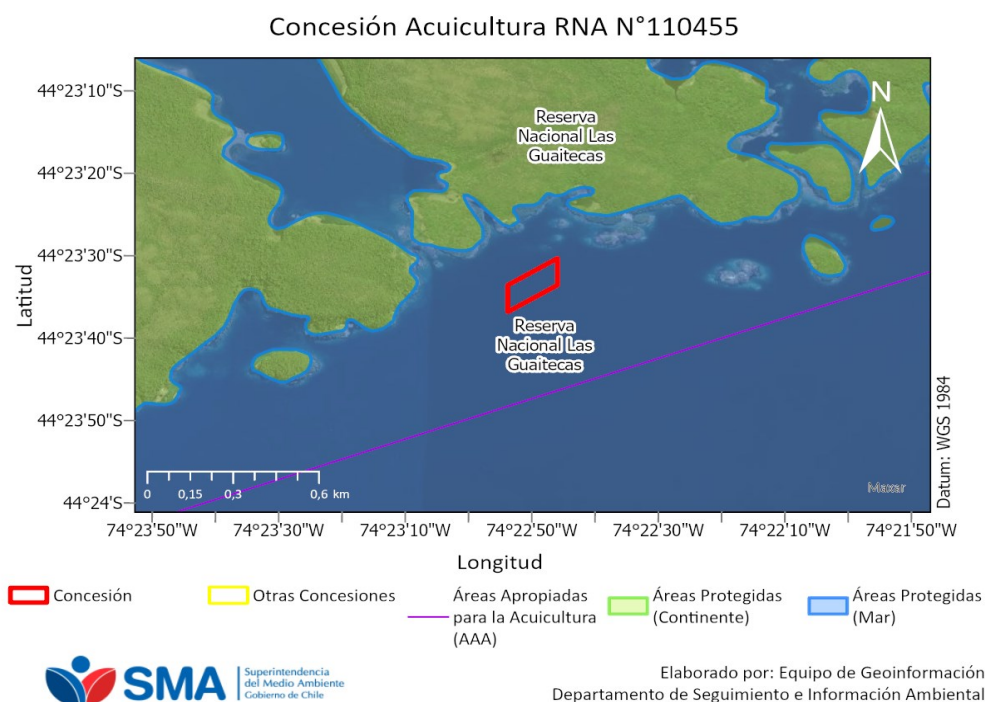 Concesión Acuicultura RNA N°110455
44°23'10"S
44°23'20"S
44°23'30"S
44°23'40"S
44°23'50"S
44°24'S
Latitud
Reserva
Nacional Las
Guaitecas
N
Reserva
Nacional Las
Guaitecas
0 0,15 0,3 0,6 km
Maxar
Datum: WGS 1984
74°23'50"W 74°23'30"W 74°23'10"W 74°22'50"W 74°22'30"W 74°22'10"W 74°21'50"W
Longitud
Concesión
Otras Concesiones
Áreas Apropiadas
para la Acuicultura
(AAA)
Áreas Protegidas
(Continente)
Áreas Protegidas
(Mar)
SMA
Superintendencia
del Medio Ambiente
Gobierno de Chile
Elaborado por: Equipo de Geoinformación
Departamento de Seguimiento e Información Ambiental